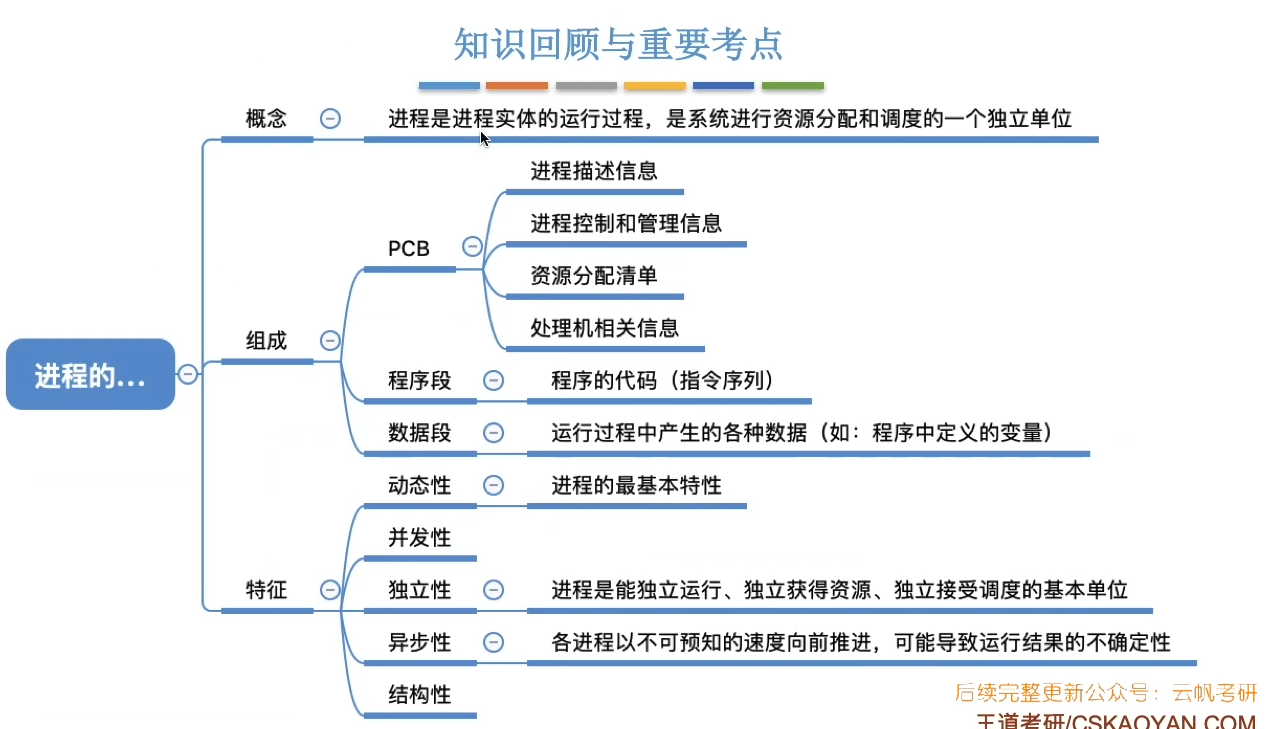 知识回顾与重要考点
概念
进程是进程实体的运行过程，是系统进行资源分配和调度的一个独立单位
进程描述信息
进程控制和管理信息
PCB
资源分配清单
处理机相关信息
组成
进程的...
程序段
程序的代码（指令序列）
数据段
运行过程中产生的各种数据（如：程序中定义的变量）
动态性
进程的最基本特性
并发性
特征
独立性
进程是能独立运行、独立获得资源、独立接受调度的基本单位
异步性
各进程以不可预知的速度向前推进，可能导致运行结果的不确定性
结构性
后续完整更新公众号：云帆考研
王道考研/CSKAOYAN.COM